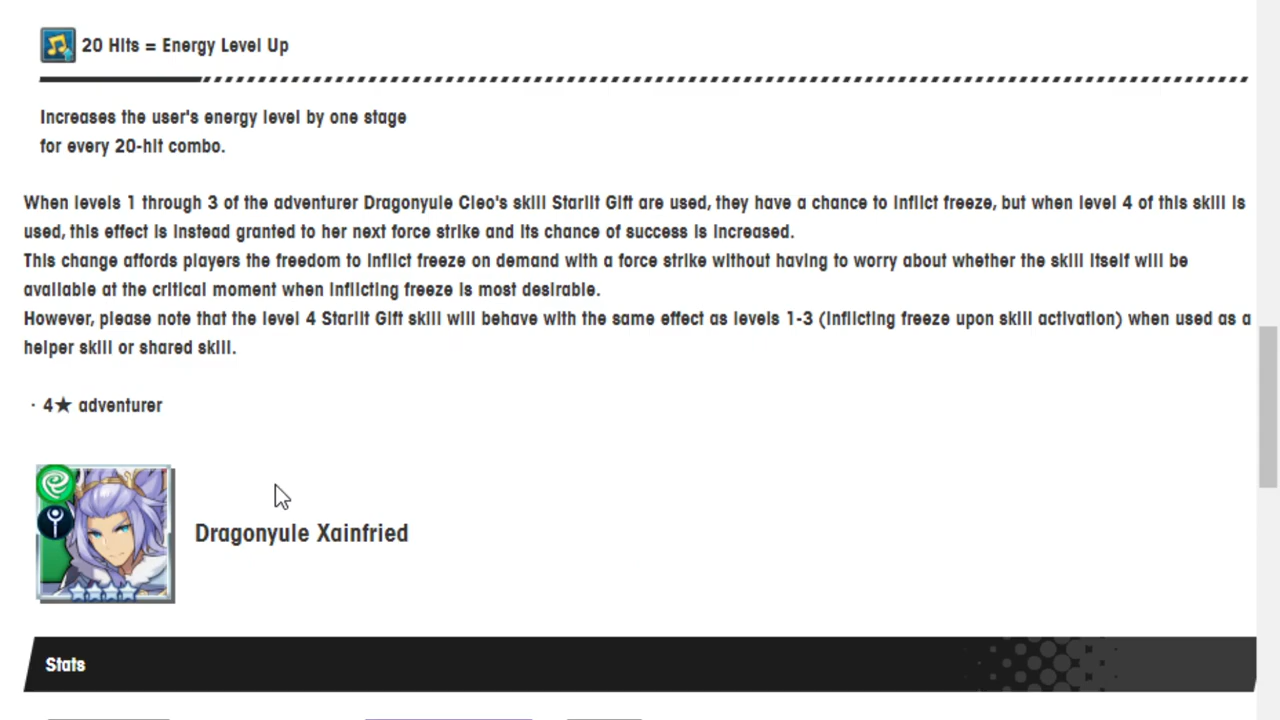 20 Hits = Energy Level Up
Increases the user's energy level by one stage
for every 20-hit combo.
When levels 1 through 3 of the adventurer Dragonyule Cleo's skill Starlit Gift are used, they have a chance to inflict freeze, but when level 4 of this skill is
used, this effect is instead granted to her next force strike and its chance of success is increased.
This change affords players the freedom to inflict freeze on demand with a force strike without having to worry about whether the skill itself will be
available at the critical moment when inflicting freeze is most desirable.
However, please note that the level 4 Starlit Gift skill will behave with the same effect as levels 1-3 (inflicting freeze upon skill activation) when used as a
helper skill or shared skill.
· 4★ adventurer
Dragonyule Xainfried
Stats